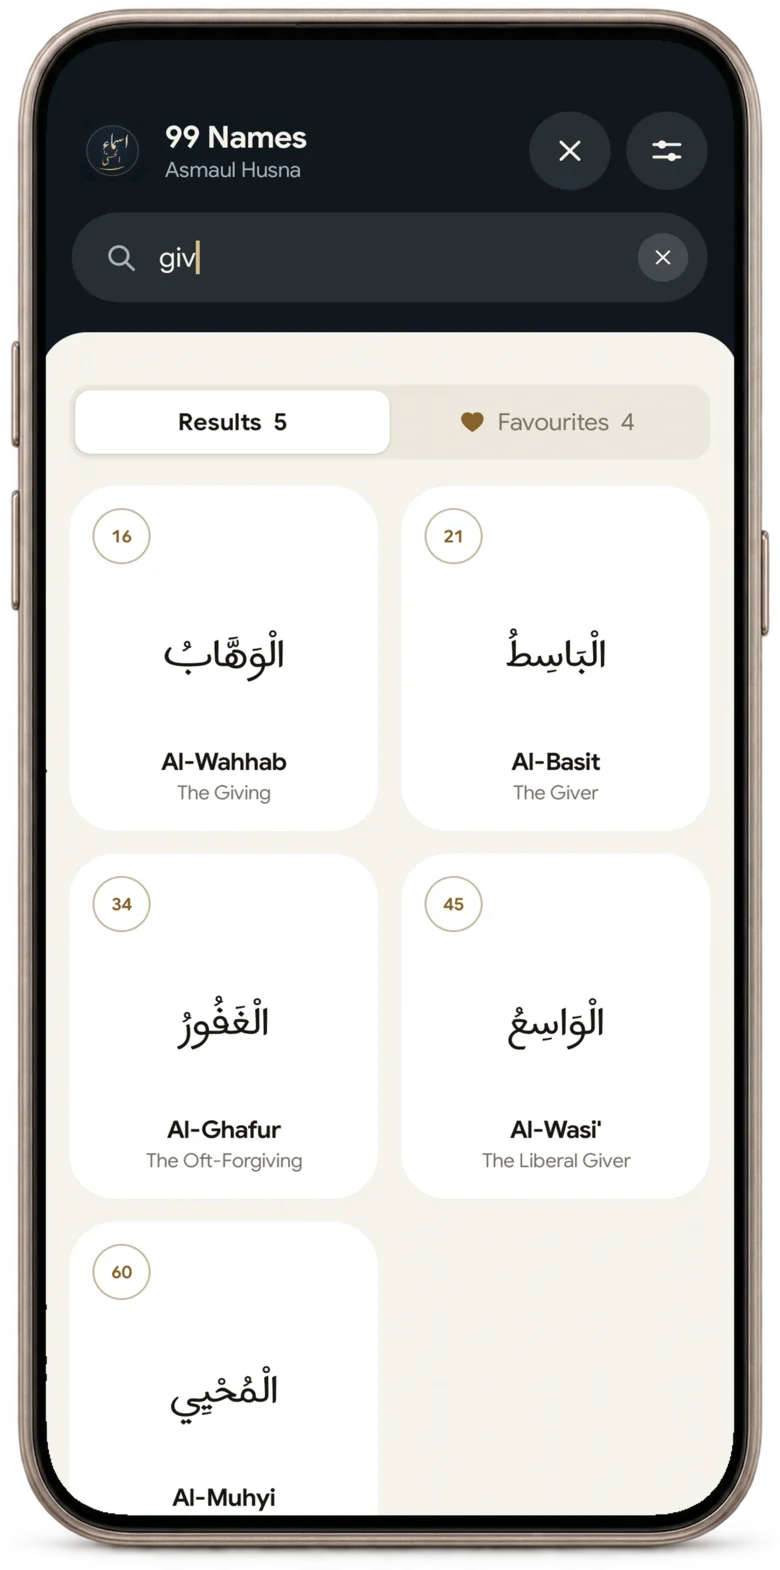 99 Names
Asmaul Husna
giv
Results 5
Favourites 4
16
الْوَهَّابُ
Al-Wahhab
The Giving
21
الْبَاسِطُ
Al-Basit
The Giver
34
الْغَفُورُ
Al-Ghafur
The Oft-Forgiving
45
الْوَاسِعُ
Al-Wasi'
The Liberal Giver
60
الْمُحْيِي
Al-Muhyi